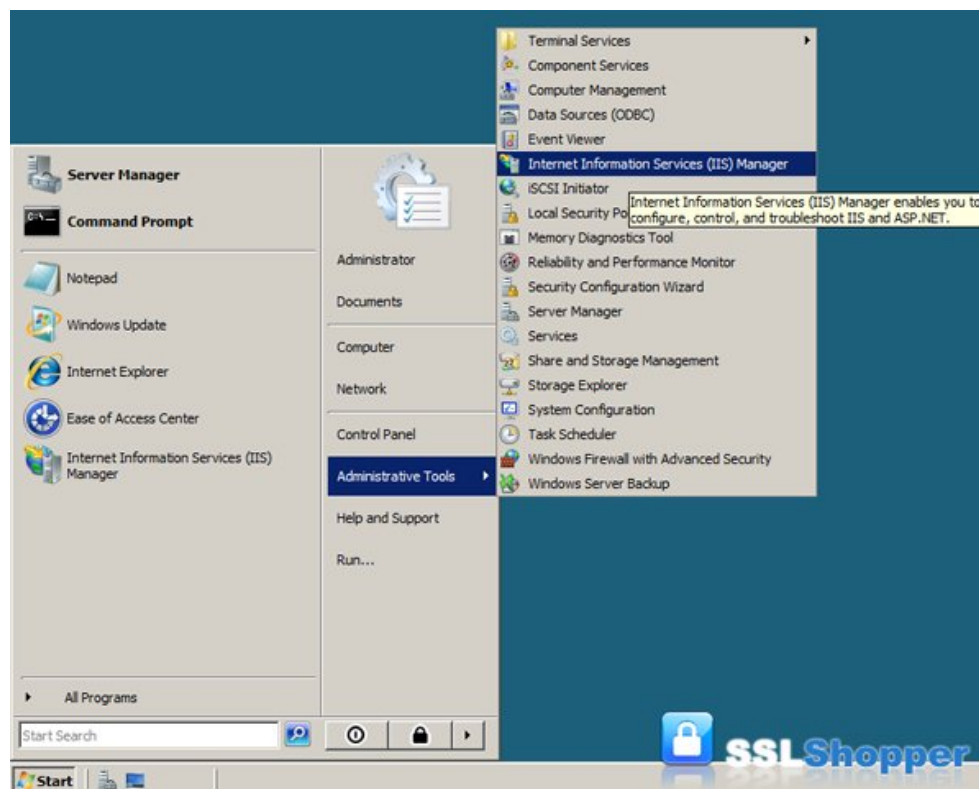 Server Manager
Command Prompt
Notepad
Windows Update
Internet Explorer
Ease of Access Center
Internet Information Services (IIS)
Manager
All Programs
Start Search
Start
Administrator
Documents
Computer
Network
Control Panel
Administrative Tools
Help and Support
Run...
Terminal Services
Component Services
Computer Management
Data Sources (ODBC)
Event Viewer
Internet Information Services (IIS) Manager
iSCSI Initiator
Internet Information Services (IIS) Manager enables you to
configure, control, and troubleshoot IIS and ASP.NET.
Local Security Po
Memory Diagnostics Tool
Reliability and Performance Monitor
Security Configuration Wizard
Server Manager
Services
Share and Storage Management
Storage Explorer
System Configuration
Task Scheduler
Windows Firewall with Advanced Security
Windows Server Backup
SSLShopper